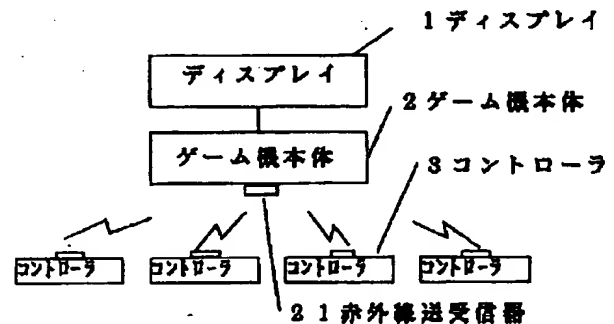 1ディスプレイ
ディスプレイ
2ゲーム機本体
ゲーム機本体
3コントローラ
コントローラ
コントローラ
コントローラ
コントローラ
21赤外線送受信器